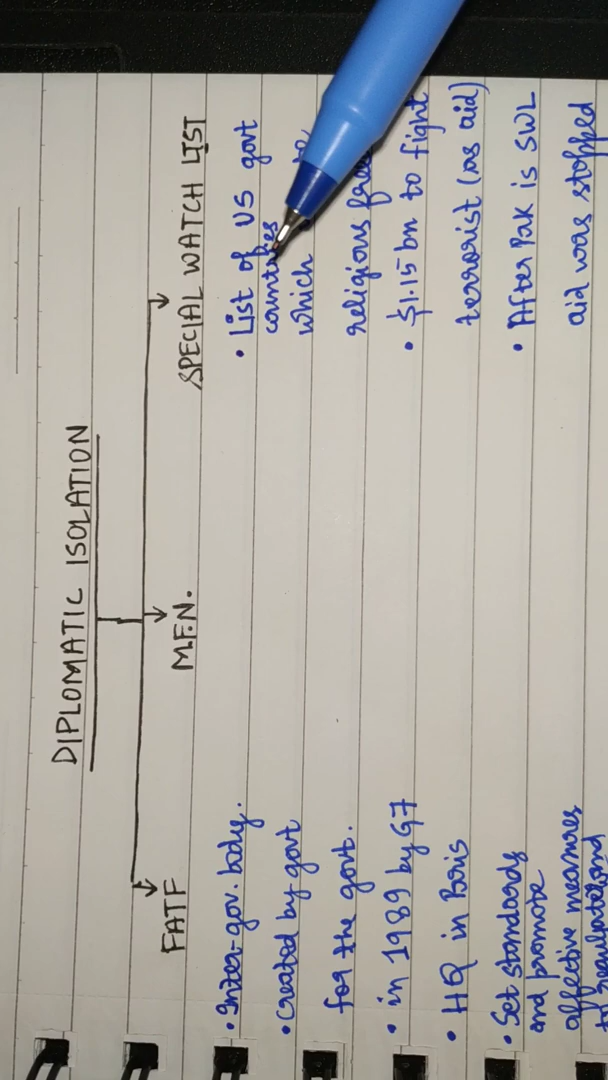 DIPLOMATIC ISOLATION
FATF
• Inter-gov. body.
• Created by govt
for the govt.
• in 1989 by G7
• HQ in Paris
• Set standards
and promote
effective measures
M.F.N.
SPECIAL WATCH LIST
• List of US govt
countries
which
religious
• $1.15 bn to fight
terrorist (as aid)
• After Pak is SWL
aid was stopped